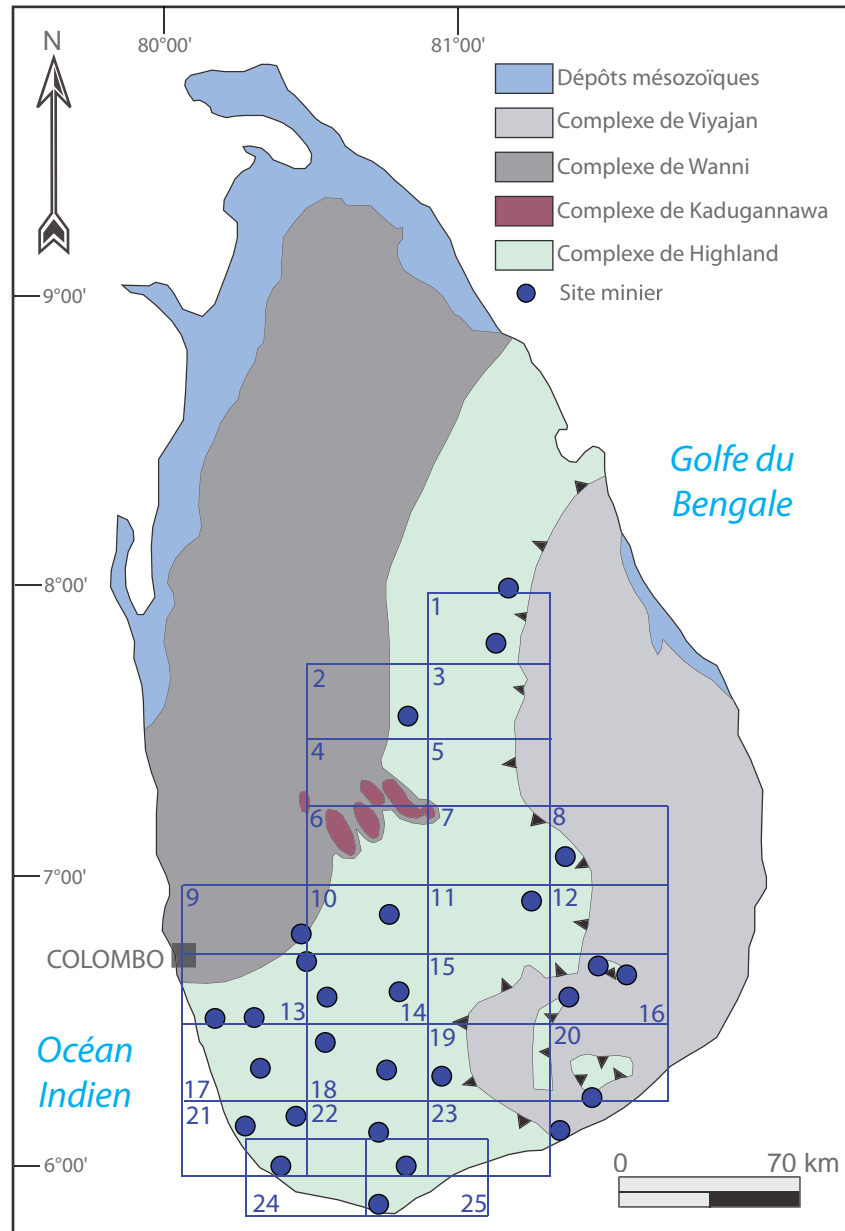 80°00'
81°00'
N
Dépôts mésozoïques
Complexe de Viyajan
Complexe de Wanni
Complexe de Kadugannawa
Complexe de Highland
Site minier
9°00'
Golfe du
Bengale
8°00'
1
2
3
4
5
6
7
8
7°00'
9
10
11
12
COLOMBO
15
13
14
16
19
20
Océan
Indien
17
18
21
22
23
6°00'
0
70 km
24
25